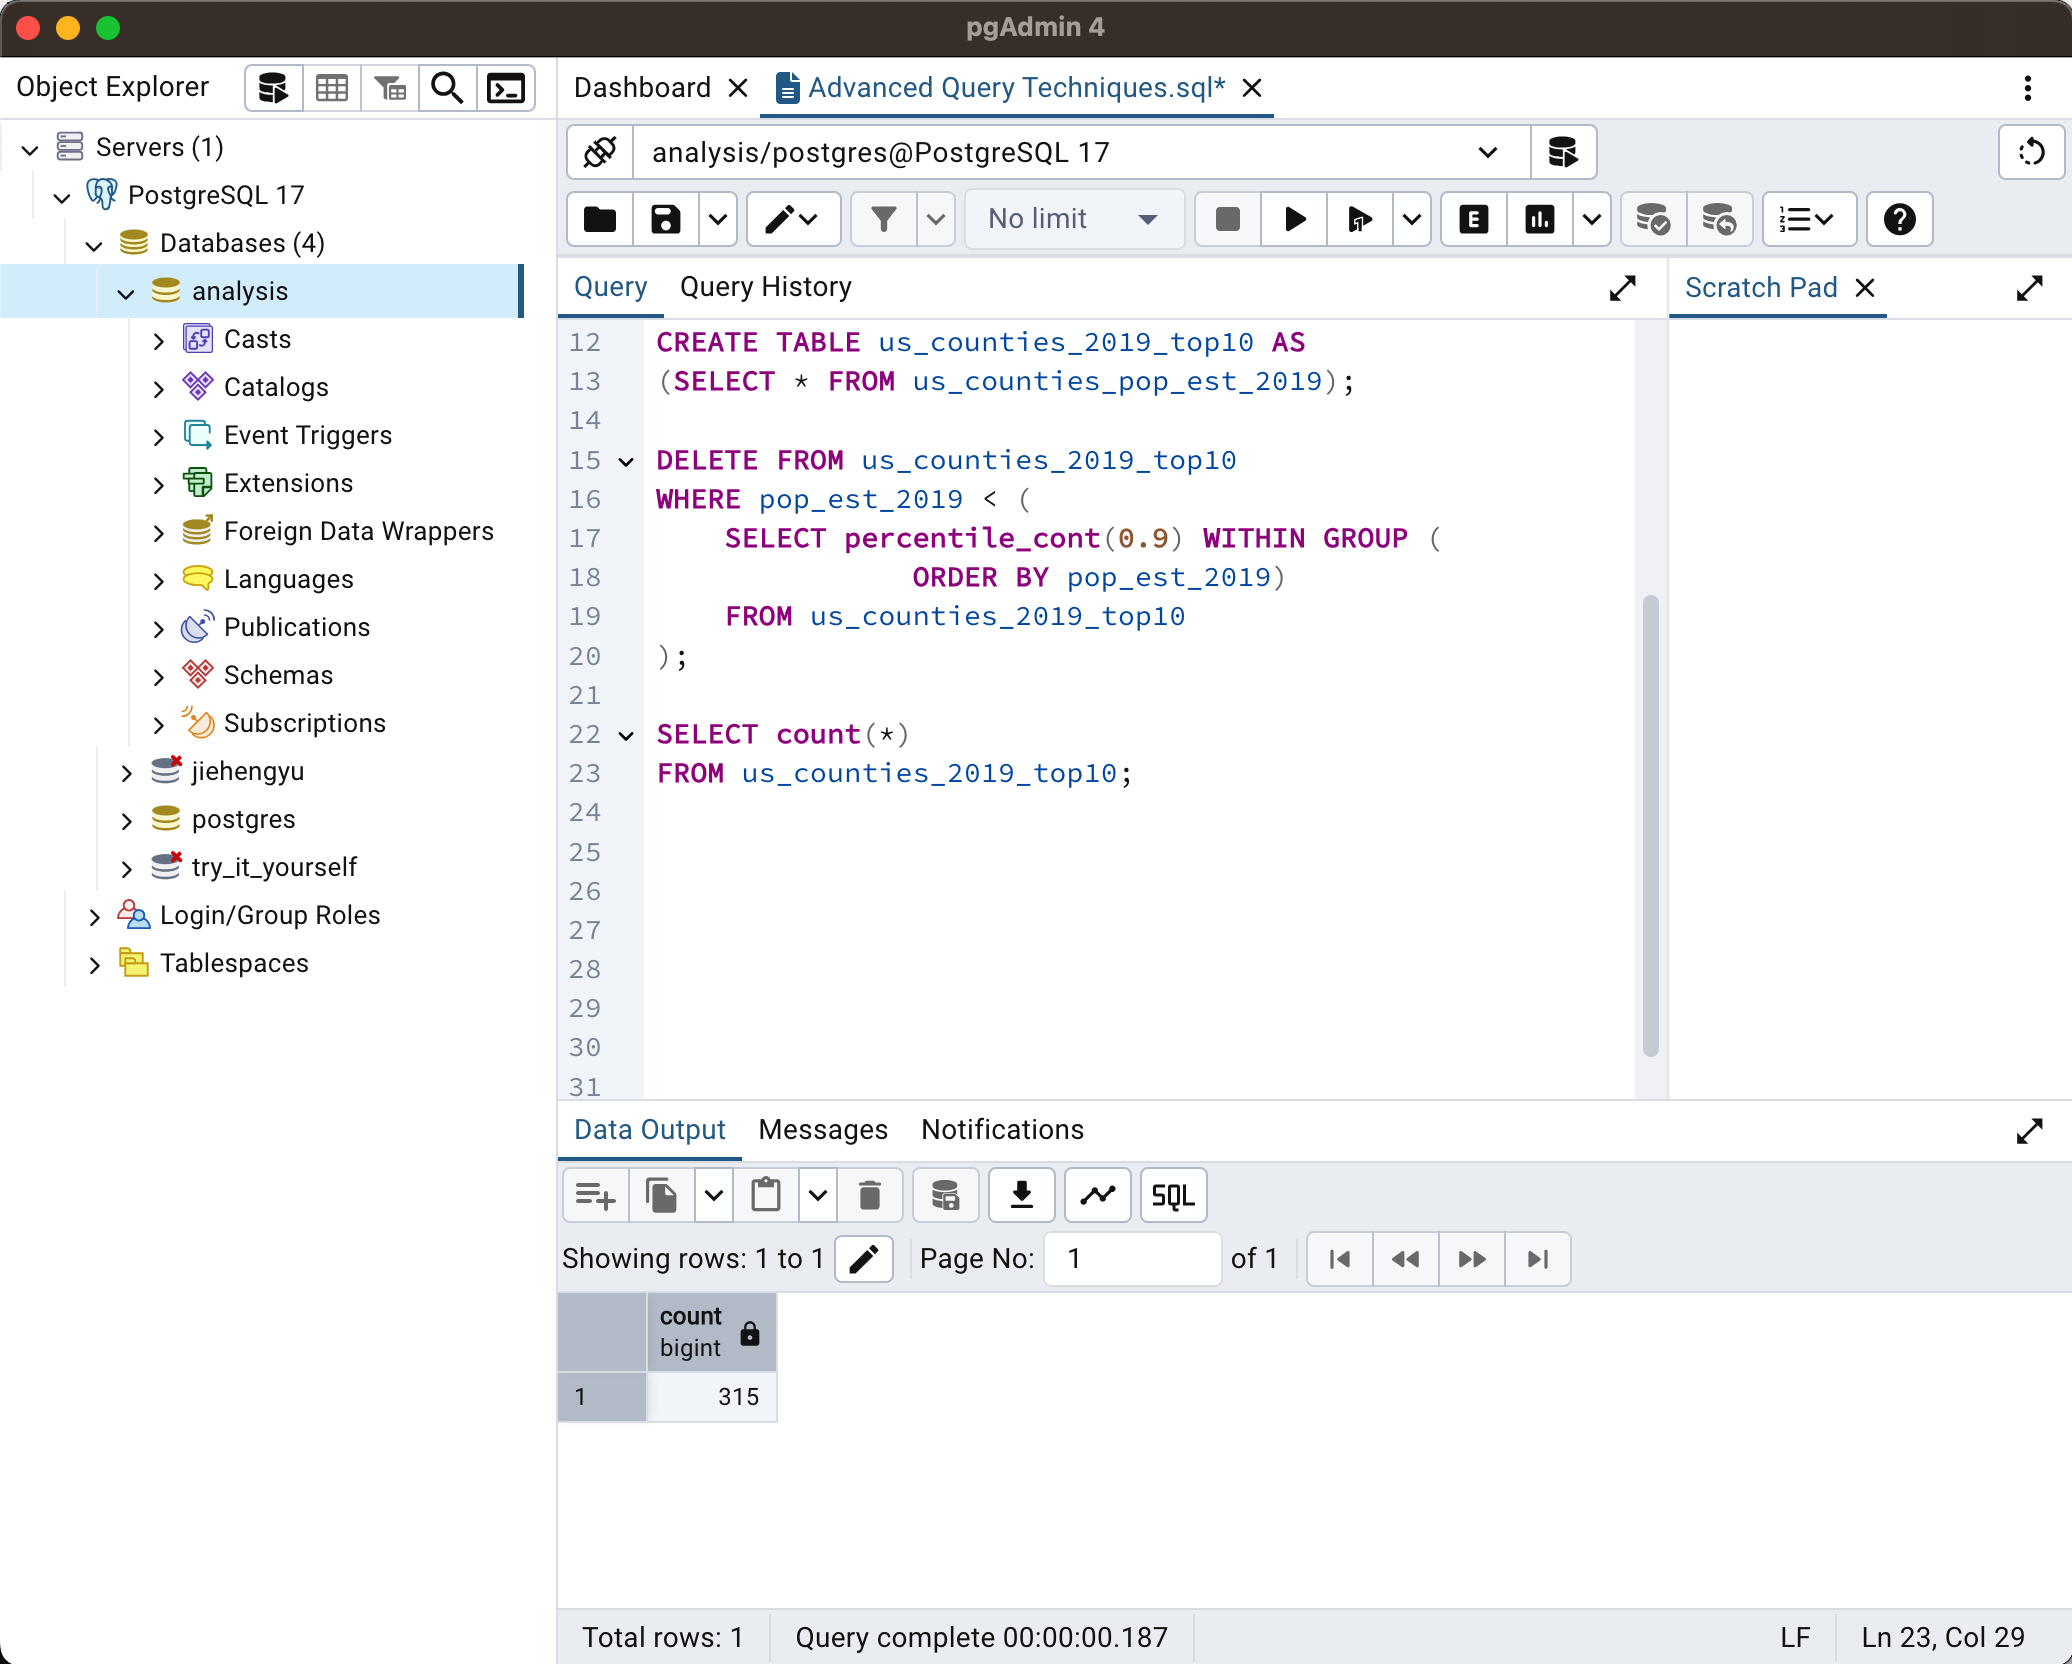 pgAdmin 4
Object Explorer
Servers (1)
PostgreSQL 17
Databases (4)
analysis
Casts
Catalogs
Event Triggers
Extensions
Foreign Data Wrappers
Languages
Publications
Schemas
Subscriptions
jiehengyu
postgres
try_it_yourself
Login/Group Roles
Tablespaces
Dashboard
Advanced Query Techniques.sql*
analysis/postgres@PostgreSQL 17
No limit
E
Query
Query History
Scratch Pad
12 CREATE TABLE us_counties_2019_top10 AS
13 (SELECT * FROM us_counties_pop_est_2019);
14
15 DELETE FROM us_counties_2019_top10
16 WHERE pop_est_2019 < (
17 SELECT percentile_cont(0.9) WITHIN GROUP (
18 ORDER BY pop_est_2019)
19 FROM us_counties_2019_top10
20 );
21
22 SELECT count(*)
23 FROM us_counties_2019_top10;
24
25
26
27
28
29
30
31
Data Output Messages Notifications
SQL
Showing rows: 1 to 1 Page No: 1 of 1
count
bigint
1 315
Total rows: 1 Query complete 00:00:00.187 LF Ln 23, Col 29